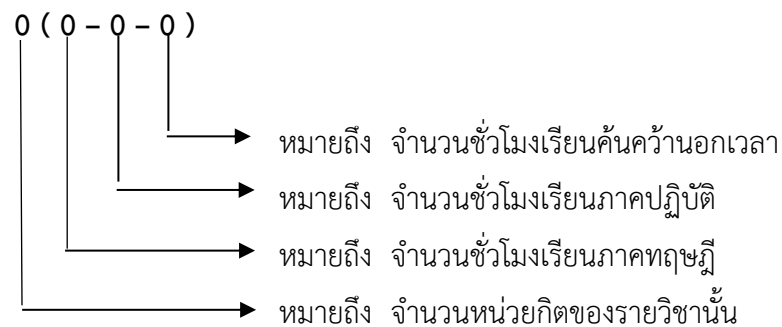 0 ( 0 – 0 – 0 )
หมายถึง จำนวนชั่วโมงเรียนค้นคว้านอกเวลา
หมายถึง จำนวนชั่วโมงเรียนภาคปฏิบัติ
หมายถึง จำนวนชั่วโมงเรียนภาคทฤษฎี
หมายถึง จำนวนหน่วยกิตของรายวิชานั้น